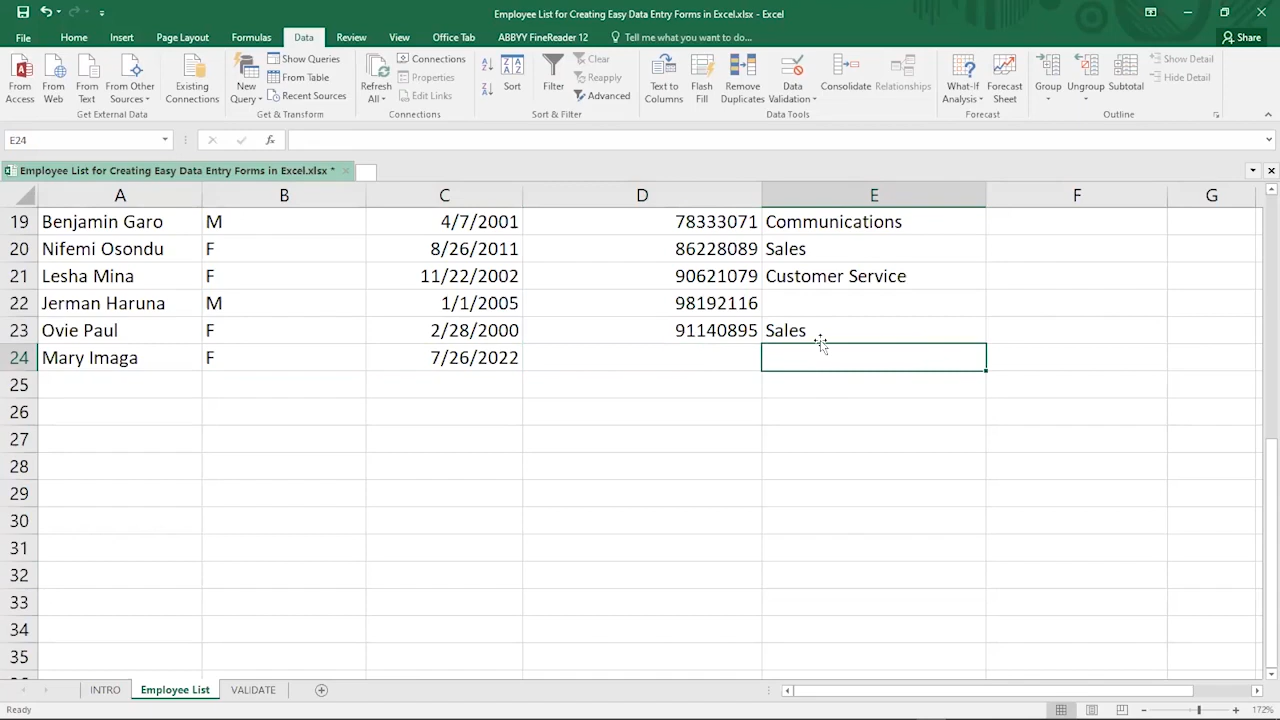 Employee List for Creating Easy Data Entry Forms in Excel.xlsx - Excel
File Home Insert Page Layout Formulas Data Review View Office Tab ABBYY FineReader 12 Tell me what you want to do... Share
From Access
From Web
From Text
From Other Sources
Get External Data
Existing Connections
New Query
Show Queries
From Table
Recent Sources
Get & Transform
Refresh All
Connections
Properties
Edit Links
Connections
Sort
Filter
Clear
Reapply
Advanced
Sort & Filter
Text to Columns
Flash Fill
Remove Duplicates
Data Validation
Consolidate
Relationships
Data Tools
What-If Analysis
Forecast Sheet
Forecast
Group
Ungroup
Subtotal
Show Detail
Hide Detail
Outline
E24 fx
Employee List for Creating Easy Data Entry Forms in Excel.xlsx *
A B C D E F G
19 Benjamin Garo M 4/7/2001 78333071 Communications
20 Nifemi Osondu F 8/26/2011 86228089 Sales
21 Lesha Mina F 11/22/2002 90621079 Customer Service
22 Jerman Haruna M 1/1/2005 98192116
23 Ovie Paul F 2/28/2000 91140895 Sales
24 Mary Imaga F 7/26/2022
25
26
27
28
29
30
31
32
33
34
35
INTRO Employee List VALIDATE
Ready 172%